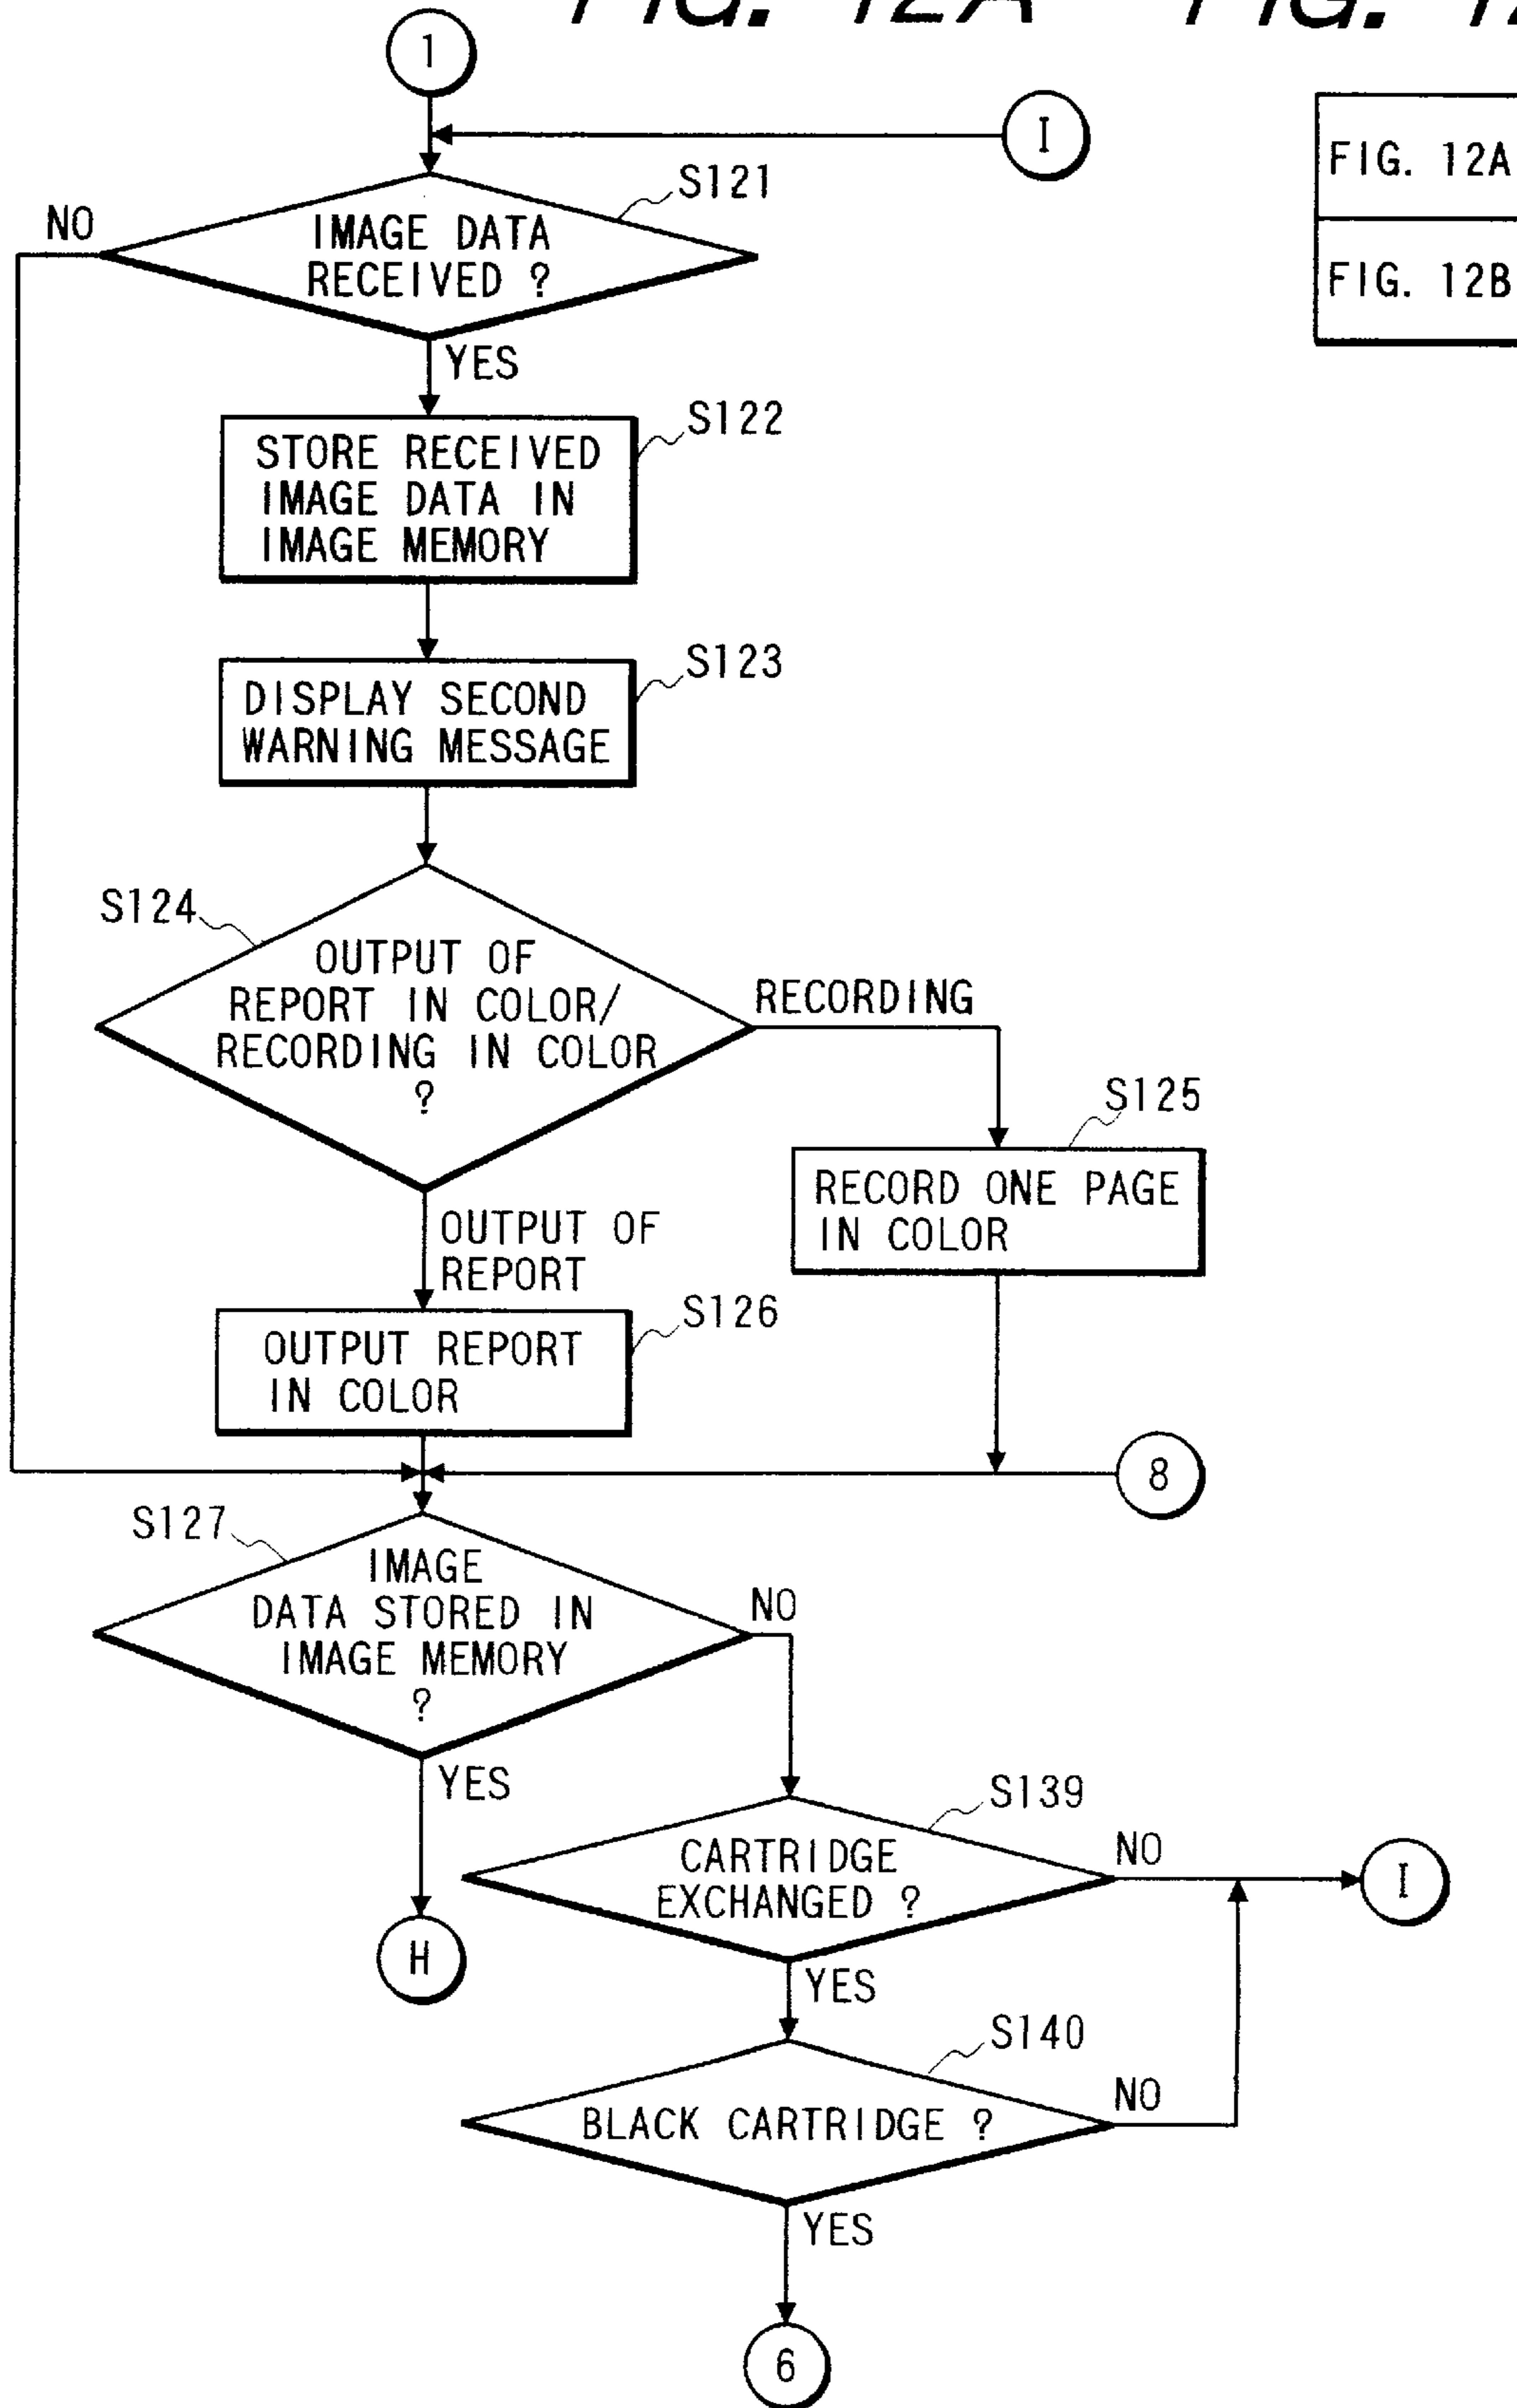 FIG. 12A
FIG.
1
I
FIG. 12A
FIG. 12B
S121
NO
IMAGE DATA
RECEIVED ?
YES
S122
STORE RECEIVED
IMAGE DATA IN
IMAGE MEMORY
S123
DISPLAY SECOND
WARNING MESSAGE
S124
OUTPUT OF
REPORT IN COLOR/
RECORDING IN COLOR
?
RECORDING
S125
RECORD ONE PAGE
IN COLOR
OUTPUT OF
REPORT
S126
OUTPUT REPORT
IN COLOR
8
S127
IMAGE
DATA STORED IN
IMAGE MEMORY
?
NO
YES
H
S139
CARTRIDGE
EXCHANGED ?
NO
I
YES
S140
BLACK CARTRIDGE ?
NO
YES
6